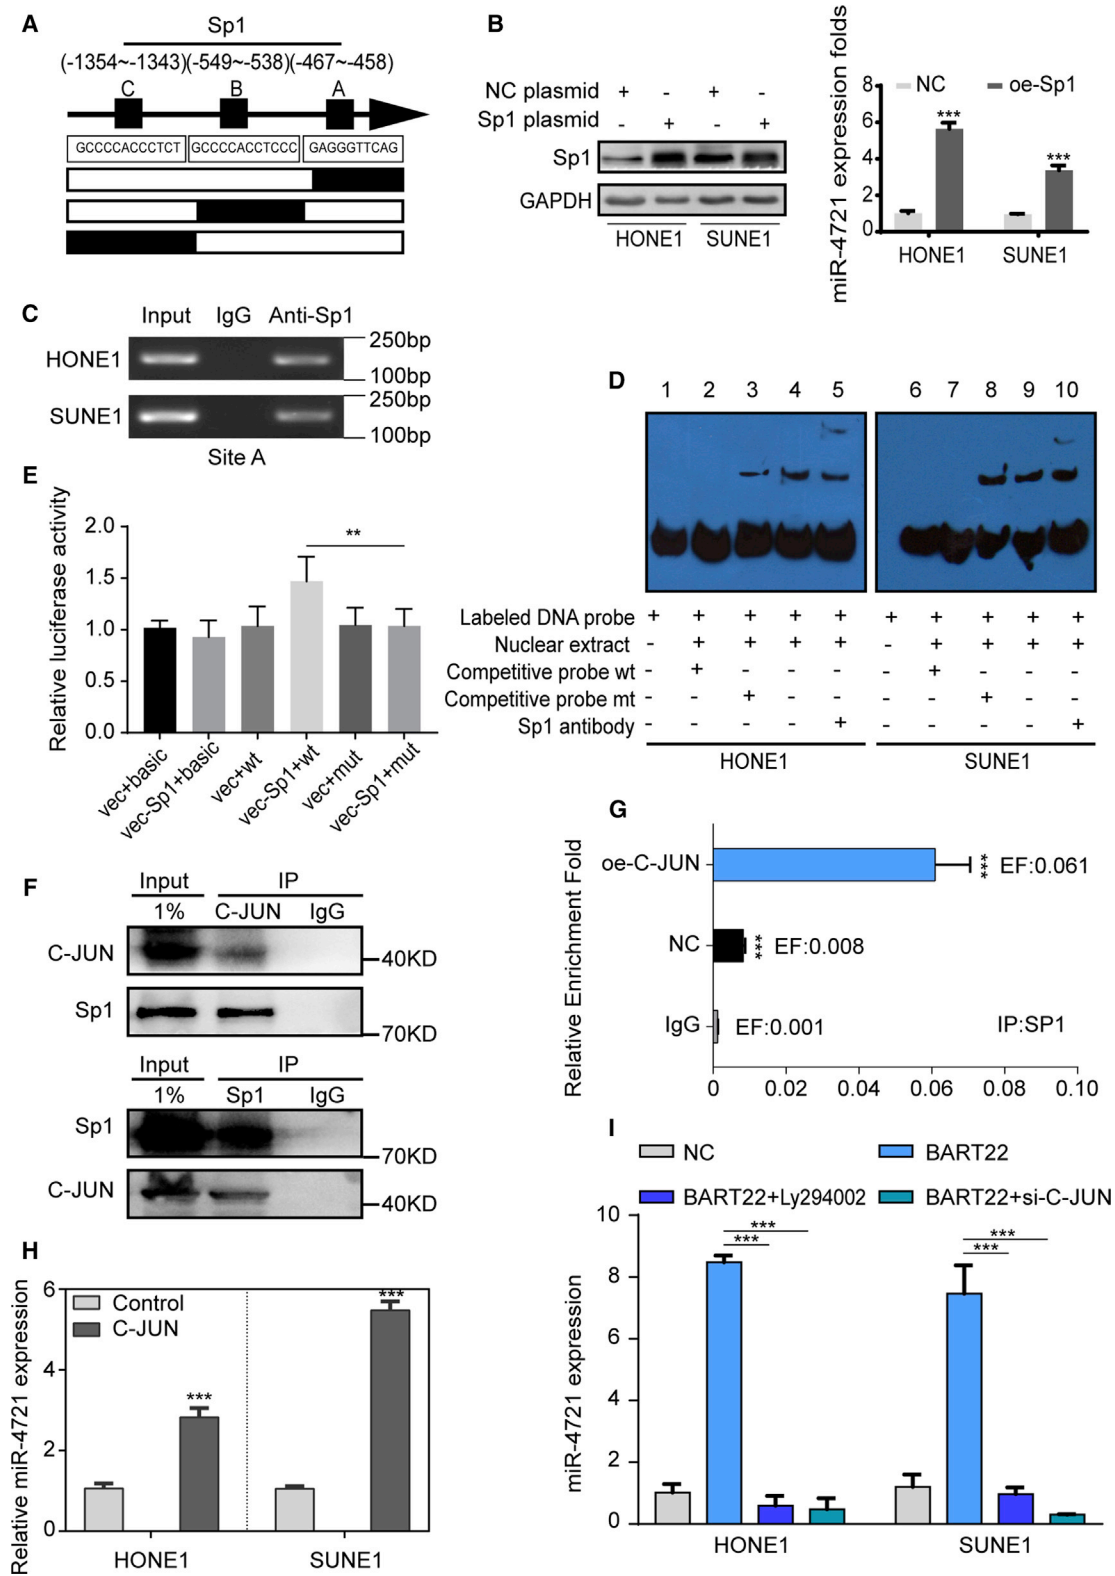 A
Sp1
(-1354~-1343)(-549~-538)(-467~-458)
C B A
GCCCCACCCTCT GCCCCACCTCCC GAGGGTTCAG
B
NC plasmid + - + -
Sp1 plasmid - + - +
Sp1
GAPDH
HONE1 SUNE1
miR-4721 expression folds
NC oe-Sp1
8
6
4
2
0
*** ***
HONE1 SUNE1
C
Input IgG Anti-Sp1
HONE1
250bp
100bp
SUNE1
250bp
100bp
Site A
D
1 2 3 4 5 6 7 8 9 10
Labeled DNA probe + + + + + + + + + +
Nuclear extract - + + + + - + + + +
Competitive probe wt - + - - - - + - - -
Competitive probe mt - - + - - - - + - -
Sp1 antibody - - - - + - - - - +
HONE1 SUNE1
E
Relative luciferase activity
2.0
1.5
1.0
0.5
0.0
**
vec+basic
vec-Sp1+basic
vec+wt
vec-Sp1+wt
vec+mut
vec-Sp1+mut
F
Input IP
1% C-JUN IgG
C-JUN
40KD
Sp1
70KD
Input IP
1% Sp1 IgG
Sp1
70KD
C-JUN
40KD
G
Relative Enrichment Fold
oe-C-JUN *** EF:0.061
NC *** EF:0.008
IgG EF:0.001 IP:SP1
0 0.02 0.04 0.06 0.08 0.10
H
Relative miR-4721 expression
6
4
2
0
Control
C-JUN
*** ***
HONE1 SUNE1
I
NC BART22
BART22+Ly294002 BART22+si-C-JUN
miR-4721 expression
10
8
6
4
2
0
*** ***
*** ***
HONE1 SUNE1